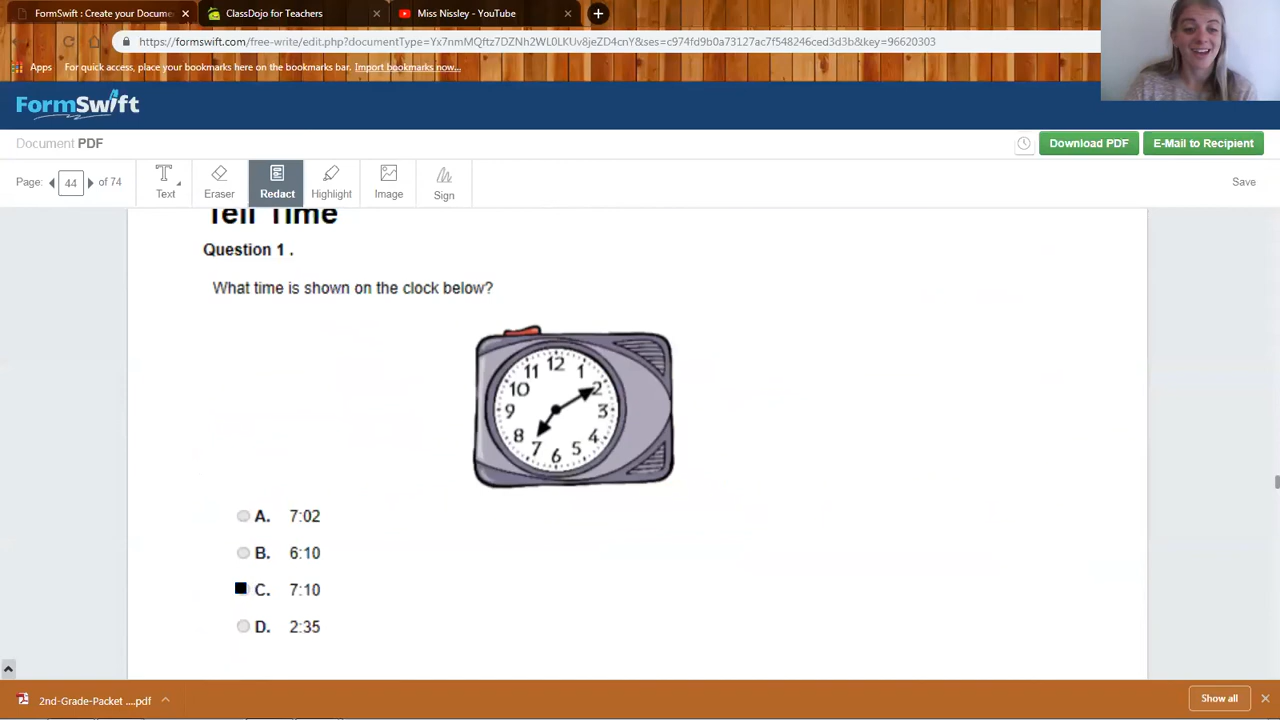 FormSwift : Create your Docume
ClassDojo for Teachers
Miss Nissley - YouTube
https://formswift.com/free-write/edit.php?documentType=Yx7nmMQftz7DZNh2WL0LKUv8jeZD4cnY&ses=c974fd9b0a73127ac7f548246ced3d3b&key=96620303
Apps For quick access, place your bookmarks here on the bookmarks bar. Import bookmarks now...
FormSwift
Document PDF
Download PDF
E-Mail to Recipient
Page: 44 of 74
Text
Eraser
Redact
Highlight
Image
Sign
Save
Tell Time
Question 1 .
What time is shown on the clock below?
12
1
2
3
4
5
6
7
8
9
10
11
A. 7:02
B. 6:10
C. 7:10
D. 2:35
2nd-Grade-Packet ....pdf
Show all